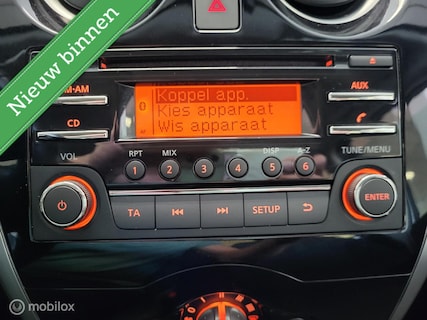 Nieuw binnen
M·AM
CD
Koppel app.
Kies apparaat
Wis apparaat
AUX
VOL
RPT
MIX
DISP
A-Z
TUNE/MENU
1
2
3
4
5
6
TA
SETUP
ENTER
© mobilox